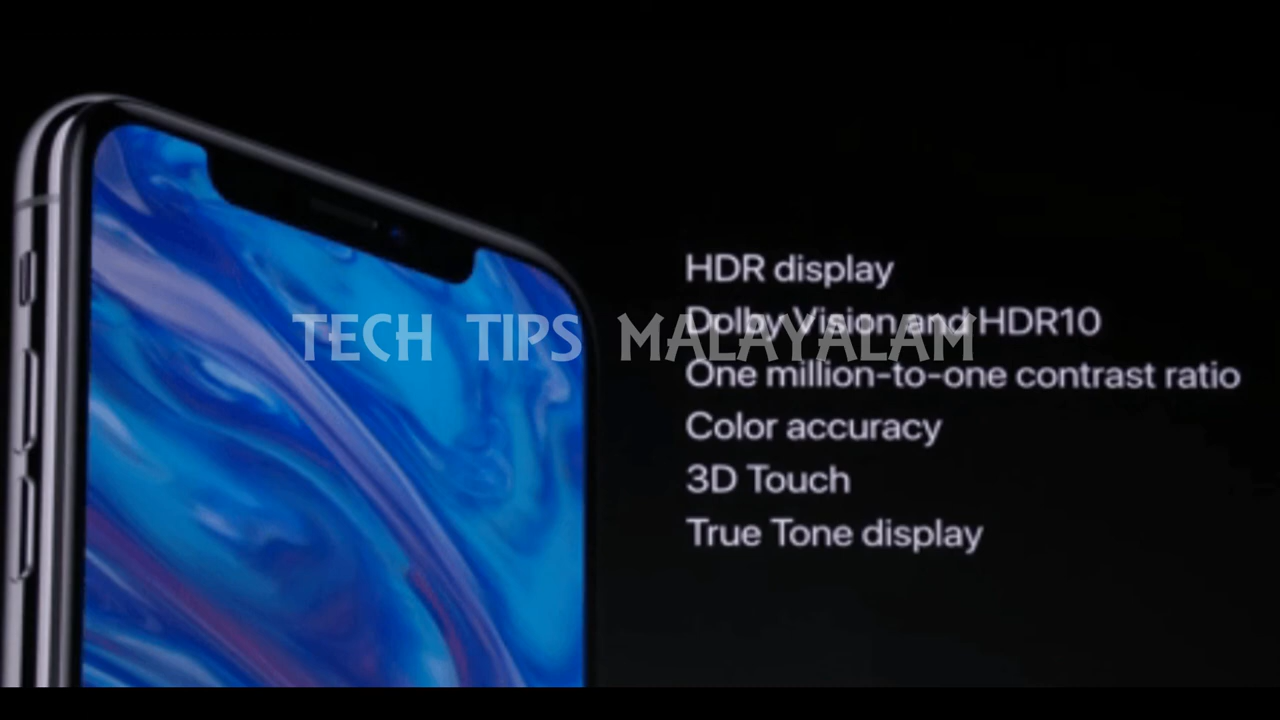 HDR display
Dolby Vision and HDR10
TECH TIPS MALAYALAM
One million-to-one contrast ratio
Color accuracy
3D Touch
True Tone display